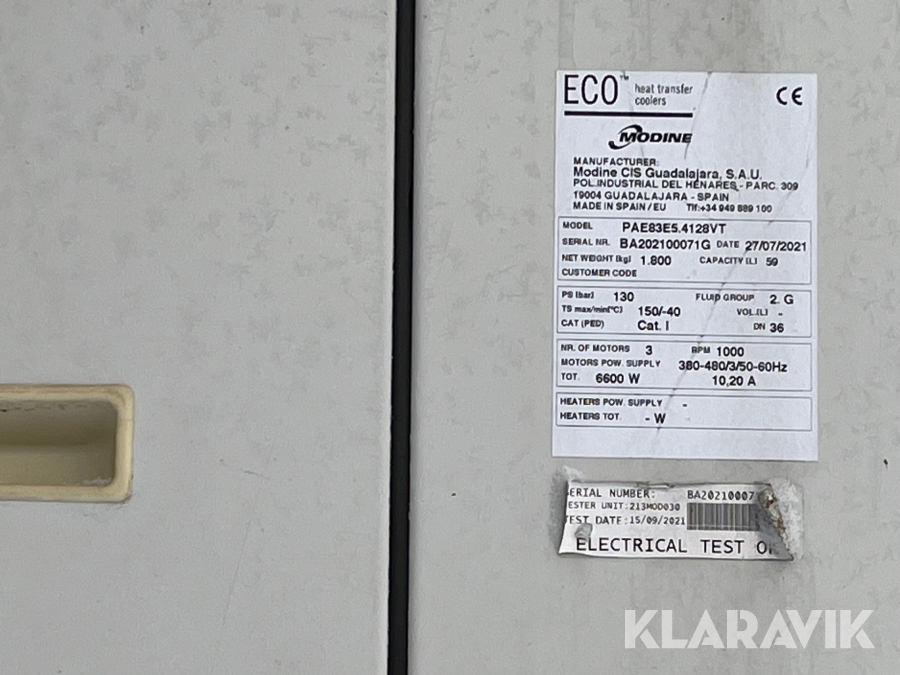 ECO™ heat transfer
coolers
CE
MODINE
MANUFACTURER:
Modine CIS Guadalajara, S.A.U.
POL.INDUSTRIAL DEL HENARES - PARC. 309
19004 GUADALAJARA - SPAIN
MADE IN SPAIN / EU Tlf:+34 949 889 100
MODEL PAE83E5.4128VT
SERIAL NR. BA202100071G DATE 27/07/2021
NET WEIGHT [kg] 1.800 CAPACITY [L] 59
CUSTOMER CODE
PS [bar] 130 FLUID GROUP 2. G
TS max/min[°C] 150/-40 VOL.[L] -
CAT (PED) Cat. I DN 36
NR. OF MOTORS 3 RPM 1000
MOTORS POW. SUPPLY 380-480/3/50-60Hz
TOT. 6600 W 10,20 A
HEATERS POW. SUPPLY -
HEATERS TOT. - W
SERIAL NUMBER: BA20210007
ESTER UNIT:213MOD030
TEST DATE:15/09/2021
ELECTRICAL TEST
KLARAVIK